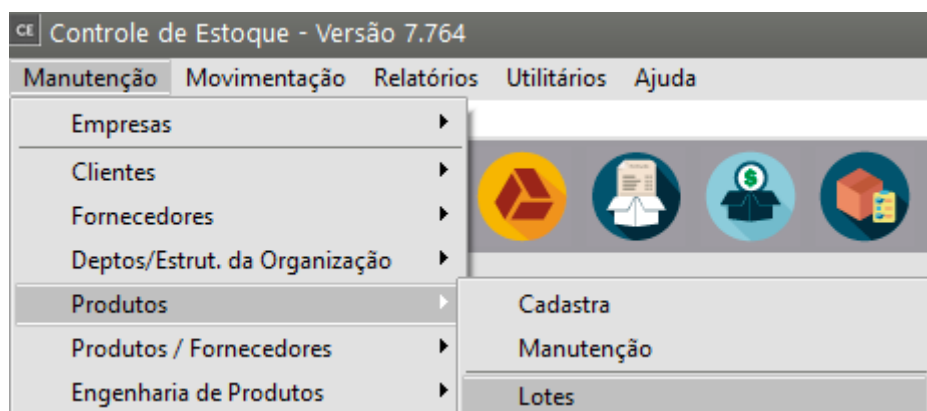 CE Controle de Estoque - Versão 7.764
Manutenção Movimentação Relatórios Utilitários Ajuda
Empresas
Clientes
Fornecedores
Deptos/Estrut. da Organização
Produtos
Cadastra
Produtos / Fornecedores
Manutenção
Engenharia de Produtos
Lotes